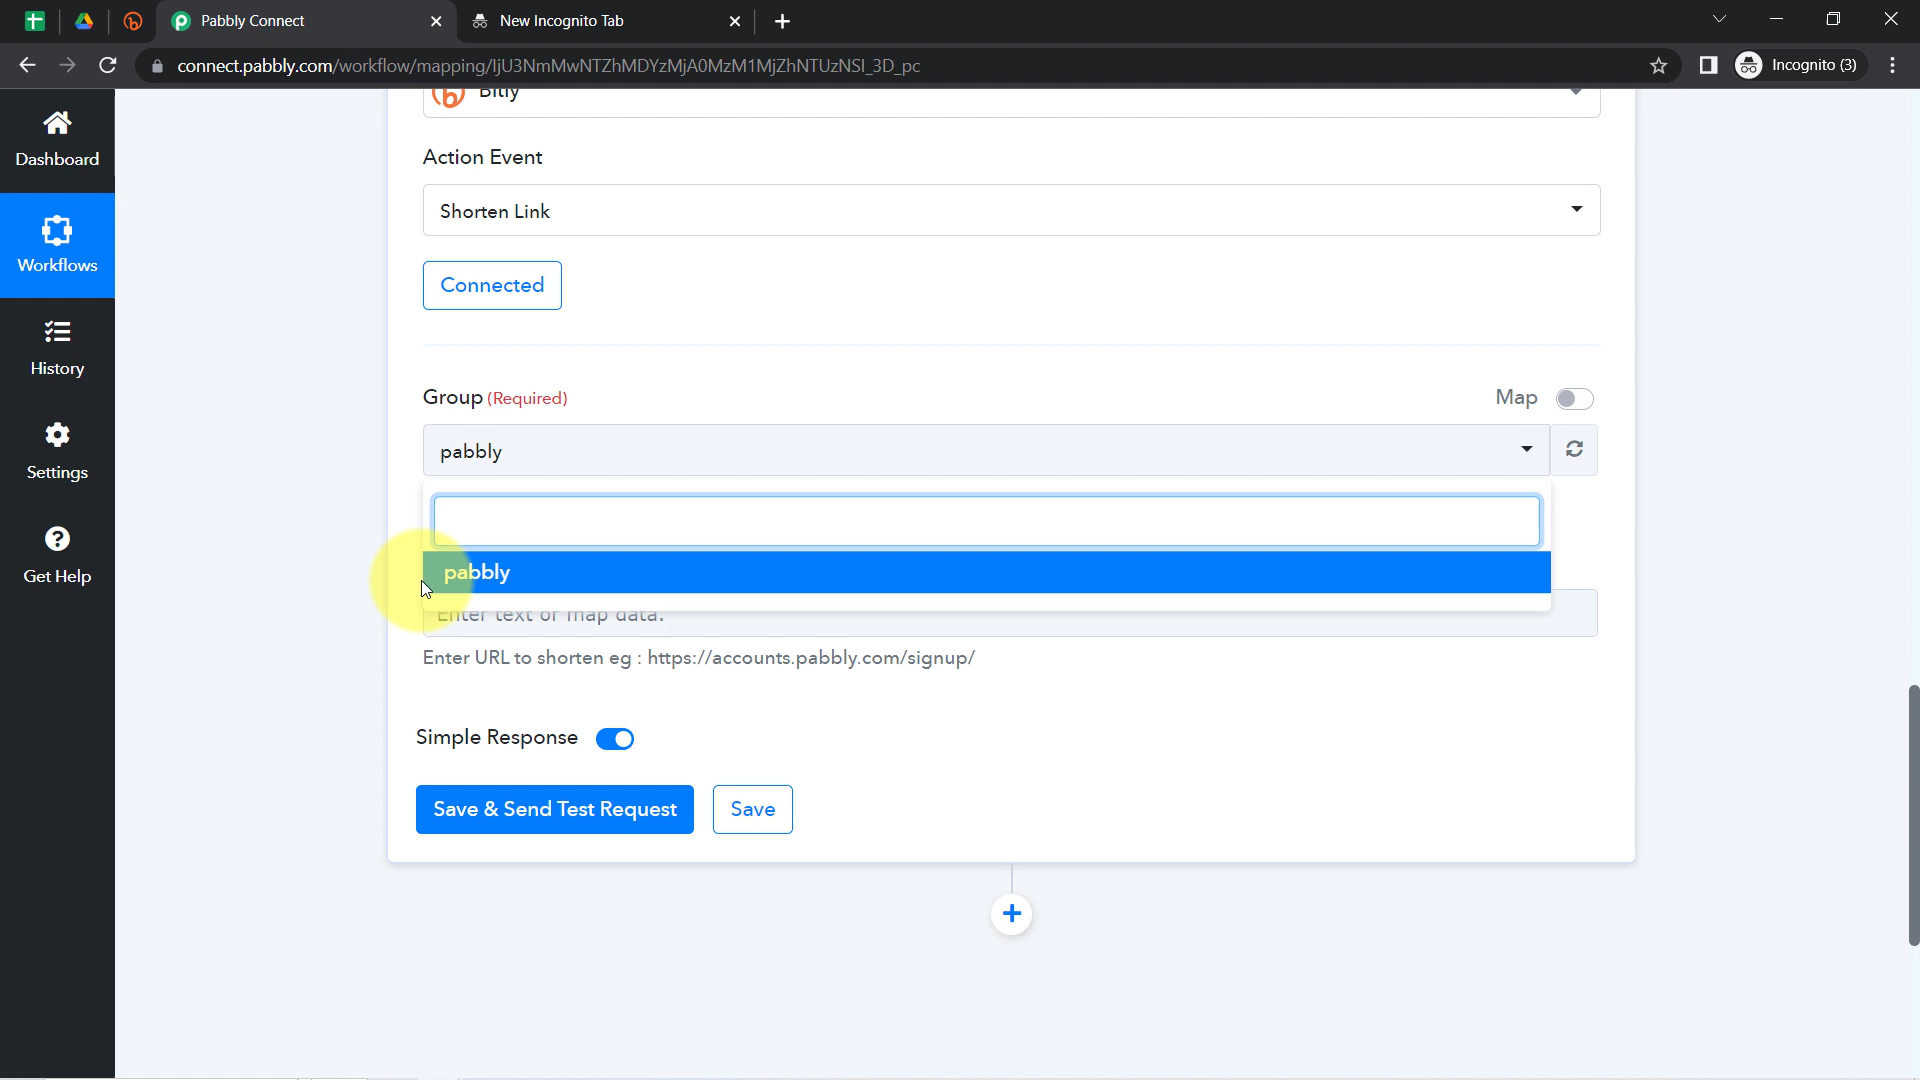 Pabbly Connect
New Incognito Tab
connect.pabbly.com/workflow/mapping/IjU3NmMwNTZhMDYzMjA0MzM1MjZhNTUzNSI_3D_pc
Incognito (3)
Dashboard
Workflows
History
Settings
Get Help
Bitly
Action Event
Shorten Link
Connected
Group (Required)
Map
pabbly
pabbly
Enter text or map data.
Enter URL to shorten eg : https://accounts.pabbly.com/signup/
Simple Response
Save & Send Test Request
Save